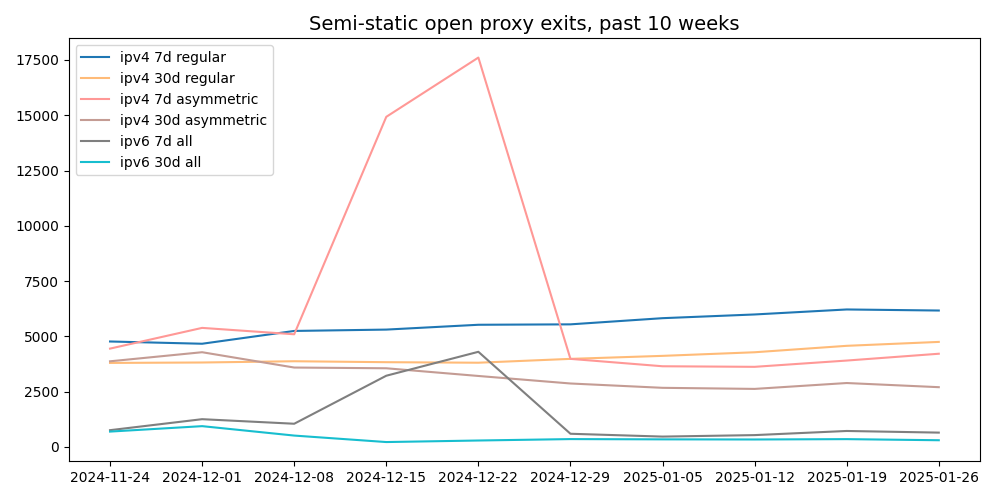 Semi-static open proxy exits, past 10 weeks
ipv4 7d regular
ipv4 30d regular
ipv4 7d asymmetric
ipv4 30d asymmetric
ipv6 7d all
ipv6 30d all
17500
15000
12500
10000
7500
5000
2500
0
2024-11-24 2024-12-01 2024-12-08 2024-12-15 2024-12-22 2024-12-29 2025-01-05 2025-01-12 2025-01-19 2025-01-26